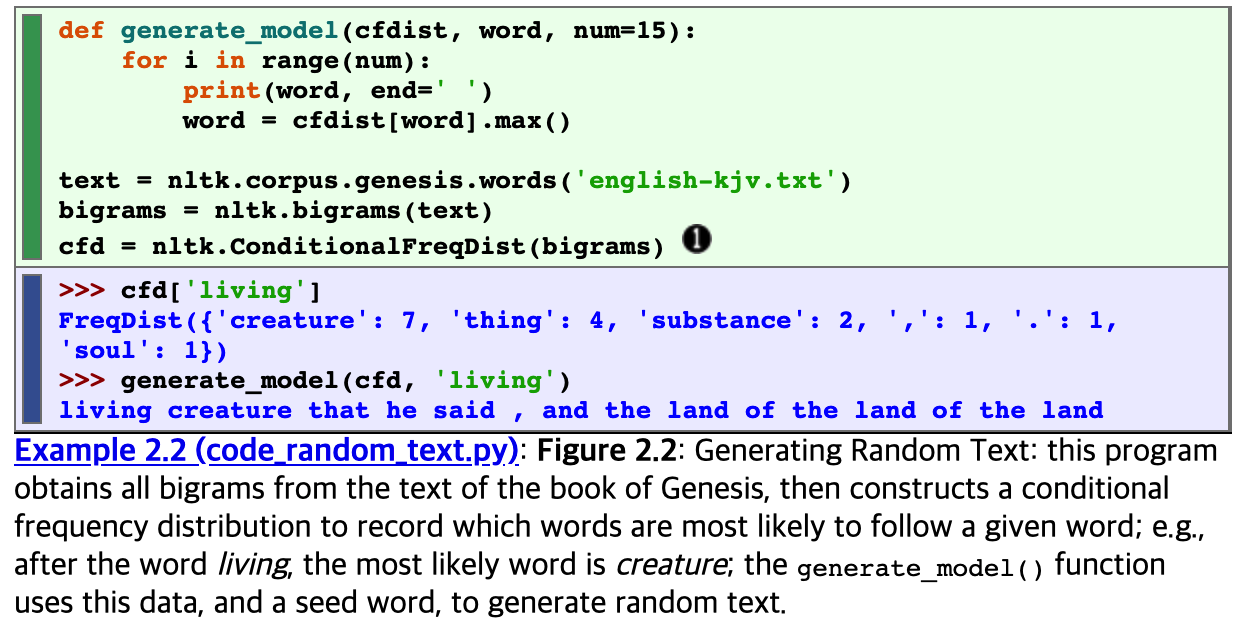 def generate_model(cfdist, word, num=15):
    for i in range(num):
        print(word, end=' ')
        word = cfdist[word].max()

text = nltk.corpus.genesis.words('english-kjv.txt')
bigrams = nltk.bigrams(text)
cfd = nltk.ConditionalFreqDist(bigrams) ❶
>>> cfd['living']
FreqDist({'creature': 7, 'thing': 4, 'substance': 2, ',': 1, '.': 1,
'soul': 1})
>>> generate_model(cfd, 'living')
living creature that he said , and the land of the land of the land
Example 2.2 (code_random_text.py): Figure 2.2: Generating Random Text: this program
obtains all bigrams from the text of the book of Genesis, then constructs a conditional
frequency distribution to record which words are most likely to follow a given word; e.g.,
after the word living, the most likely word is creature; the generate_model() function
uses this data, and a seed word, to generate random text.